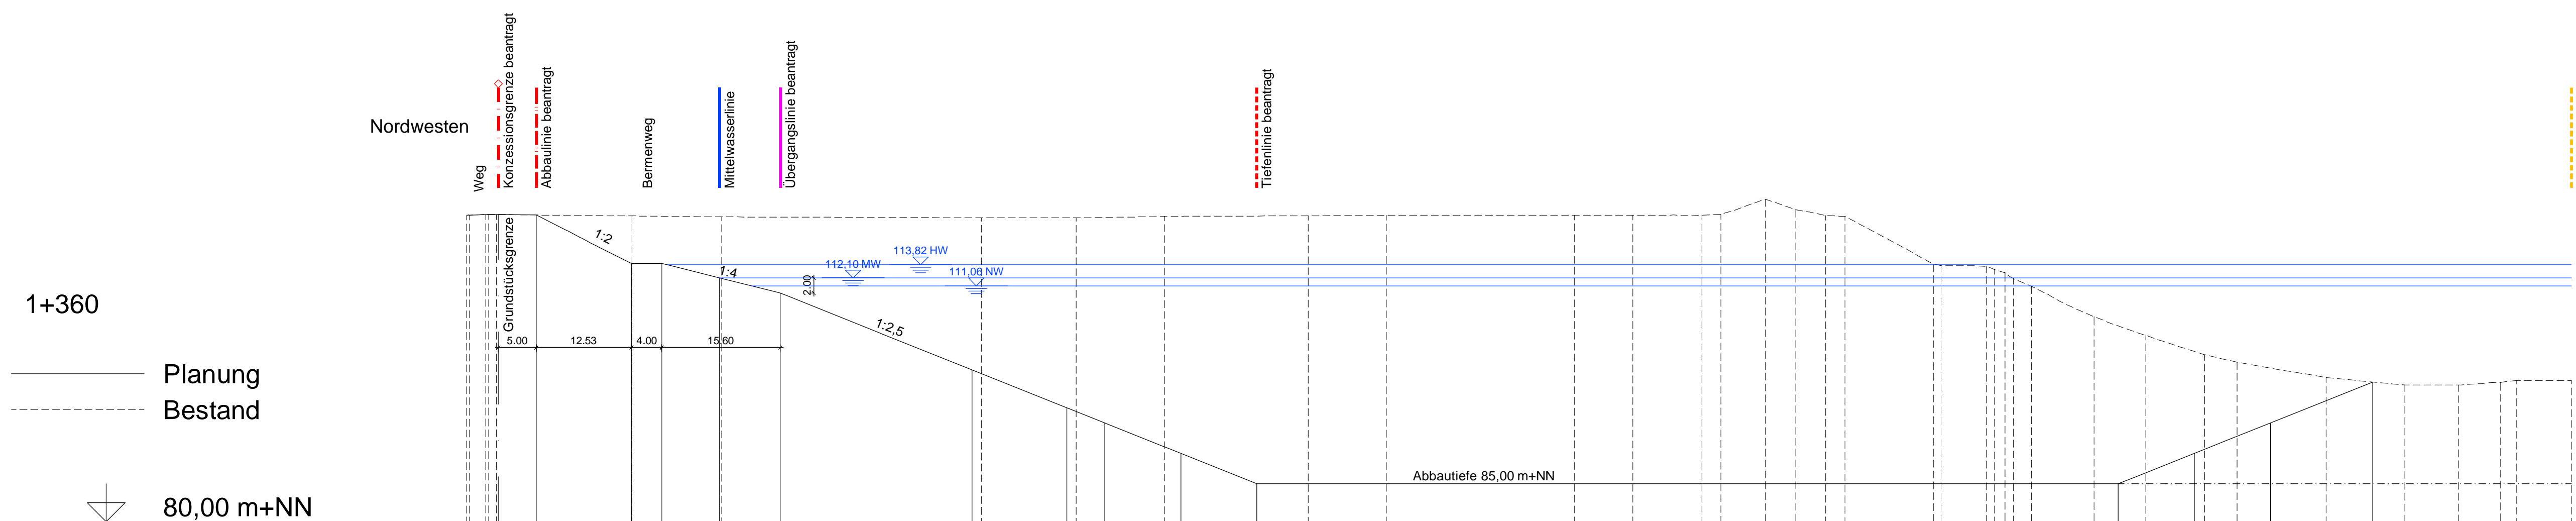 Nordwesten
Weg
Konzessionsgrenze beantragt
Abbaulinie beantragt
Bermenweg
Mittelwasserlinie
Übergangslinie beantragt
Tiefenlinie beantragt
Grundstücksgrenze
1:2
1:4
1:2,5
113,82 HW
112,10 MW
111,06 NW
2.00
1+360
5.00
12.53
4.00
15.60
Planung
Bestand
Abbautiefe 85,00 m+NN
80,00 m+NN